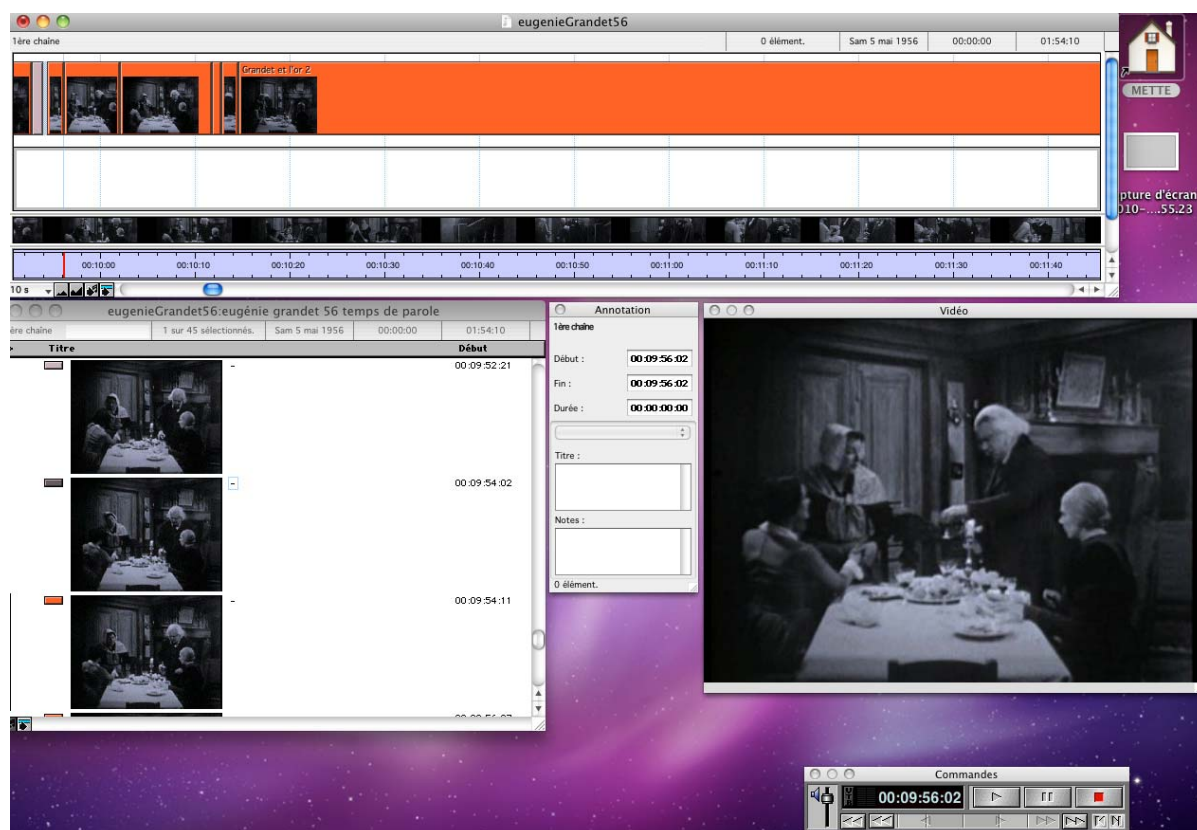 eugenieGrandet56
1ère chaîne 0 élément. Sam 5 mai 1956 00:00:00 01:54:10
METTE
Grandet et l'or 2
pture d'écran
010-....55.23
00:10:00 00:10:10 00:10:20 00:10:30 00:10:40 00:10:50 00:11:00 00:11:10 00:11:20 00:11:30 00:11:40
10 s
eugenieGrandet56:eugénie grandet 56 temps de parole
ère chaîne 1 sur 45 sélectionnés. Sam 5 mai 1956 00:00:00 01:54:10
Titre Début
- 00:09:52:21
- 00:09:54:02
- 00:09:54:11
Annotation
1ère chaîne
Début : 00:09:56:02
Fin : 00:09:56:02
Durée : 00:00:00:00
Titre :
Notes :
0 élément.
Vidéo
Commandes
00:09:56:02